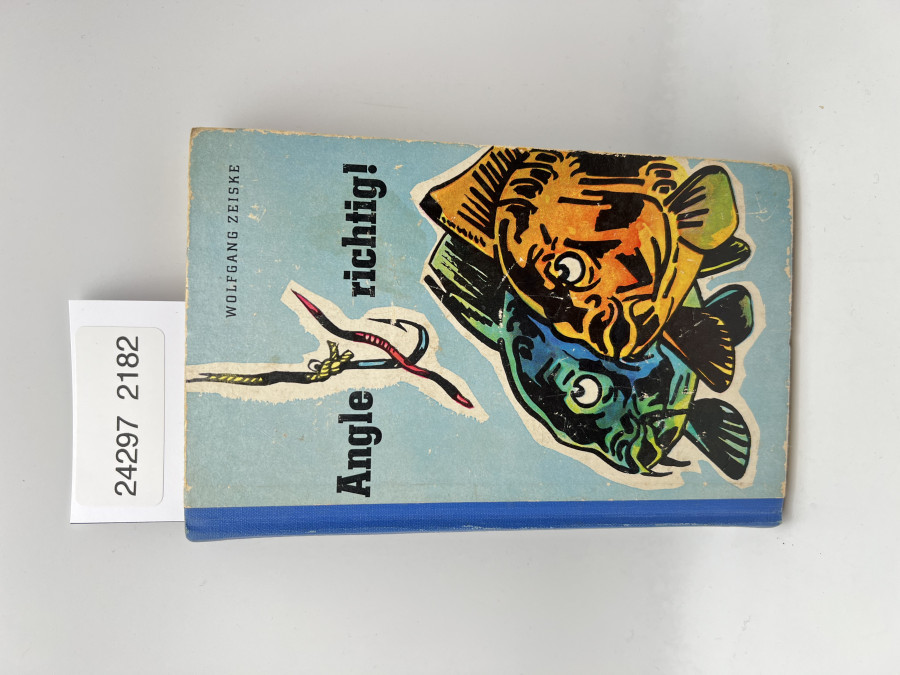 WOLFGANG ZEISKE
Angle
richtig!
24297 2182